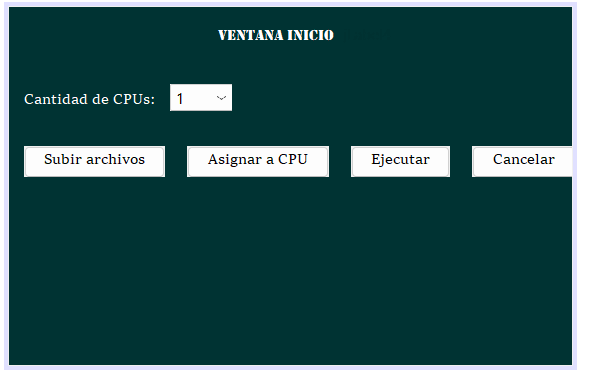 VENTANA INICIO
Cantidad de CPUs: 1
Subir archivos Asignar a CPU Ejecutar Cancelar